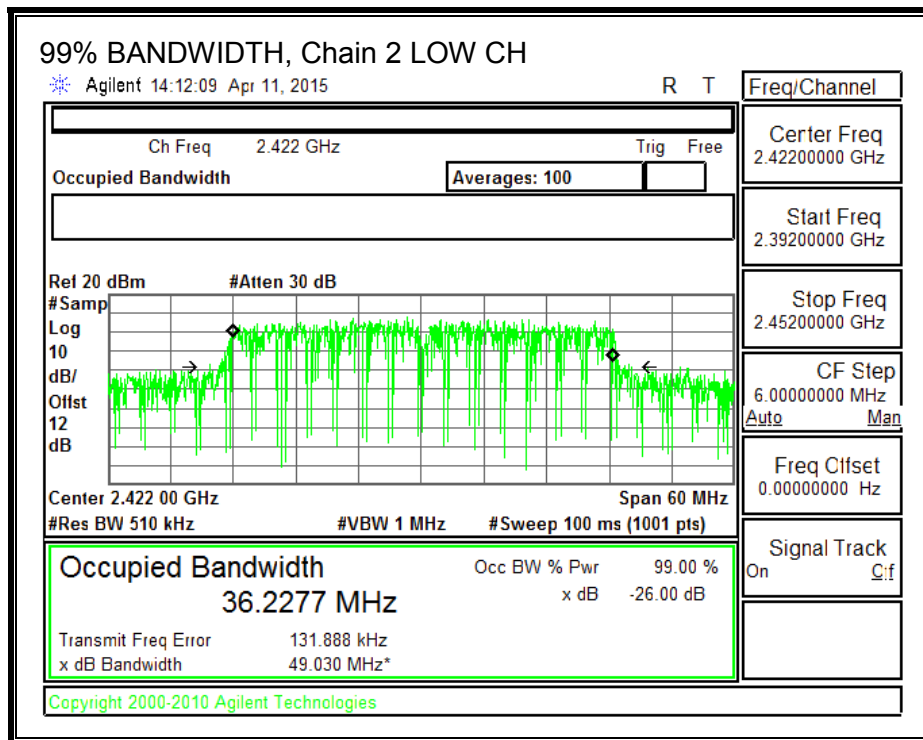 99% BANDWIDTH, Chain 2 LOW CH
Agilent 14:12:09 Apr 11, 2015 R T
Freq/Channel
Ch Freq 2.422 GHz Trig Free
Occupied Bandwidth Averages: 100
Center Freq
2.42200000 GHz
Start Freq
2.39200000 GHz
Stop Freq
2.45200000 GHz
CF Step
6.00000000 MHz
Auto Man
Freq Offset
0.00000000 Hz
Signal Track
On Off
Ref 20 dBm #Atten 30 dB
#Samp
Log
10
dB/
Offst
12
dB
Center 2.422 00 GHz Span 60 MHz
#Res BW 510 kHz #VBW 1 MHz #Sweep 100 ms (1001 pts)
Occupied Bandwidth Occ BW % Pwr 99.00 %
36.2277 MHz x dB -26.00 dB
Transmit Freq Error 131.888 kHz
x dB Bandwidth 49.030 MHz*
Copyright 2000-2010 Agilent Technologies